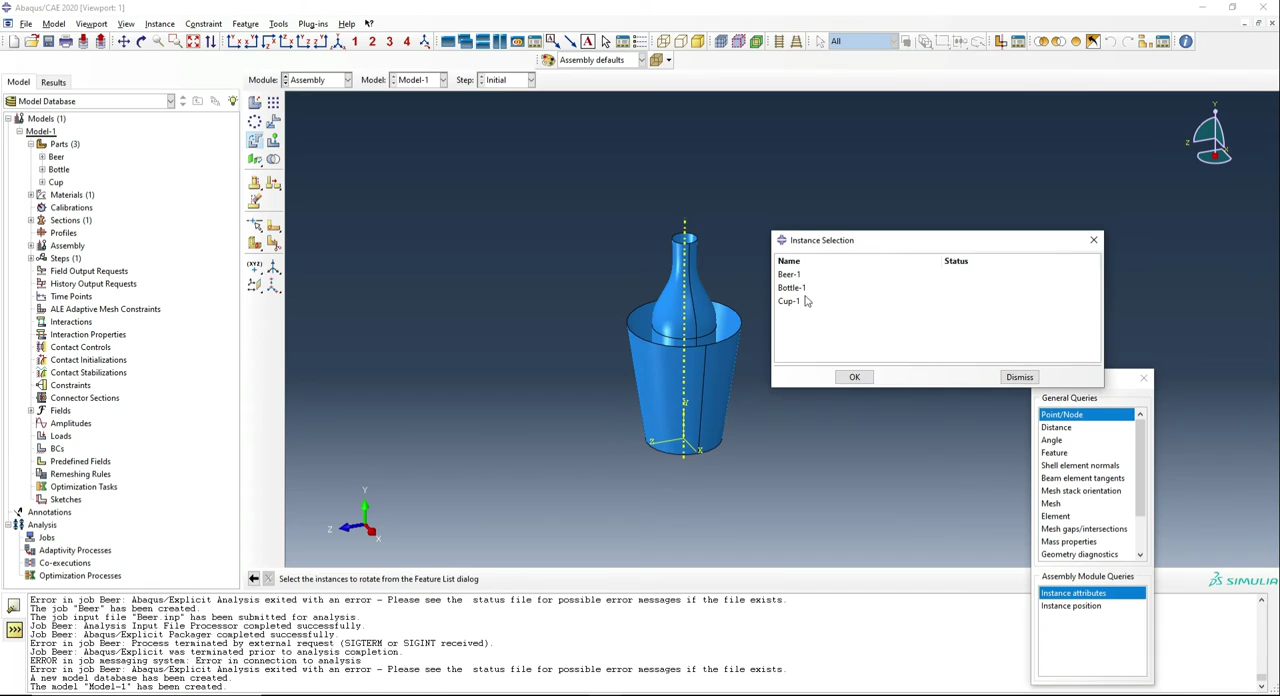 Abaqus/CAE 2020 [Viewport: 1]
File Model Viewport View Instance Constraint Feature Tools Plug-ins Help
1 2 3 4 A All
Assembly defaults
Model Results Module: Assembly Model: Model-1 Step: Initial
Model Database
Models (1)
Model-1
Parts (3)
Beer
Bottle
Cup
Materials (1)
Calibrations
Sections (1)
Profiles
Assembly
Steps (1)
Field Output Requests
History Output Requests
Time Points
ALE Adaptive Mesh Constraints
Interactions
Interaction Properties
Contact Controls
Contact Initializations
Contact Stabilizations
Constraints
Connector Sections
Fields
Amplitudes
Loads
BCs
Predefined Fields
Remeshing Rules
Optimization Tasks
Sketches
Annotations
Analysis
Jobs
Adaptivity Processes
Co-executions
Optimization Processes
(XYZ)
Y
Z
X
Y
Z
X
Y
Z
X
Instance Selection
Name Status
Beer-1
Bottle-1
Cup-1
OK Dismiss
General Queries
Point/Node
Distance
Angle
Feature
Shell element normals
Beam element tangents
Mesh stack orientation
Mesh
Element
Mesh gaps/intersections
Mass properties
Geometry diagnostics
Assembly Module Queries
Instance attributes
Instance position
Select the instances to rotate from the Feature List dialog
SIMULIA
Error in job Beer: Abaqus/Explicit Analysis exited with an error - Please see the status file for possible error messages if the file exists.
The job "Beer" has been created.
The job input file "Beer.inp" has been submitted for analysis.
Job Beer: Analysis Input File Processor completed successfully.
Job Beer: Abaqus/Explicit Packager completed successfully.
Error in job Beer: Process terminated by external request (SIGTERM or SIGINT received).
Job Beer: Abaqus/Explicit was terminated prior to analysis completion.
ERROR in job messaging system: Error in connection to analysis
Error in job Beer: Abaqus/Explicit Analysis exited with an error - Please see the status file for possible error messages if the file exists.
A new model database has been created.
The model "Model-1" has been created.
>>>